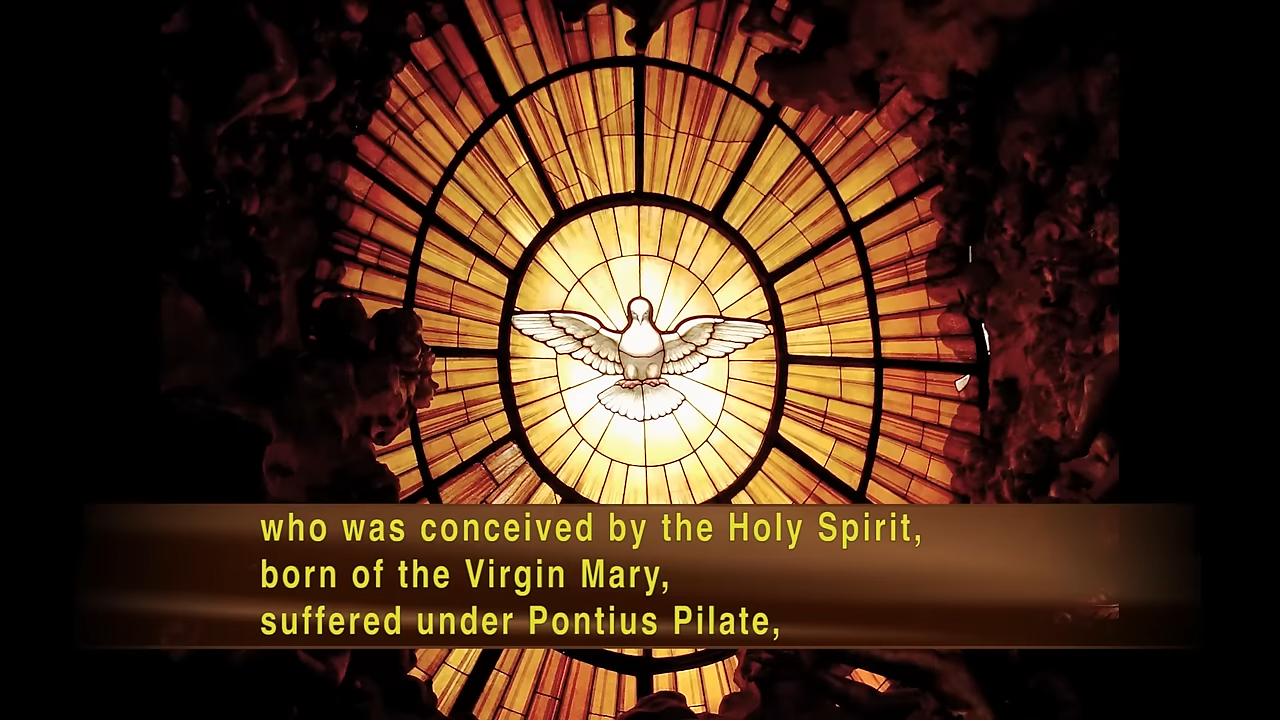 who was conceived by the Holy Spirit,
born of the Virgin Mary,
suffered under Pontius Pilate,